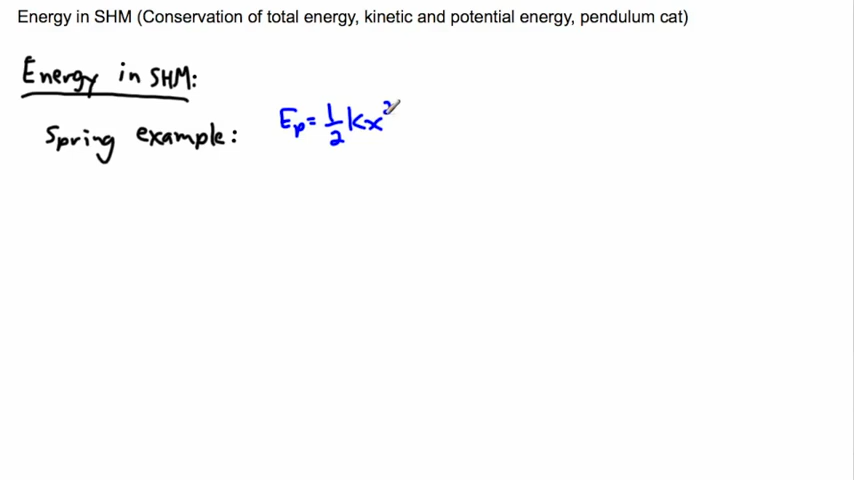 Energy in SHM (Conservation of total energy, kinetic and potential energy, pendulum cat)
Energy in SHM:
Spring example: Eₚ = 1/2 kx²